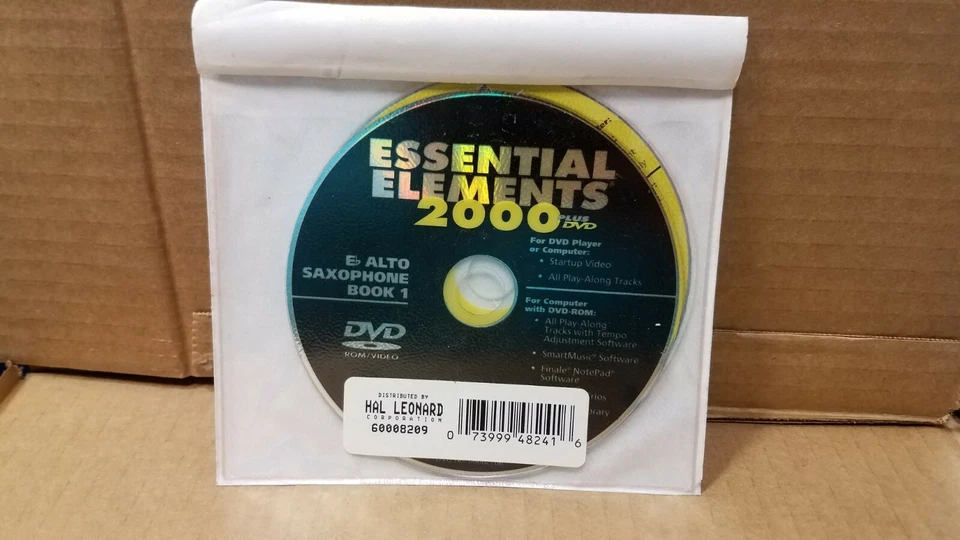 ESSENTIAL
ELEMENTS®
2000 PLUS
DVD
E♭ ALTO
SAXOPHONE
BOOK 1
DVD
ROM/VIDEO
For DVD Player
or Computer:
• Startup Video
• All Play-Along Tracks
For Computer
with DVD-ROM:
• All Play-Along
Tracks with Tempo
Adjustment Software
• SmartMusic™ Software
• Finale® NotePad®
Software
DISTRIBUTED BY
HAL LEONARD
CORPORATION
60008209
0 73999 48241 6